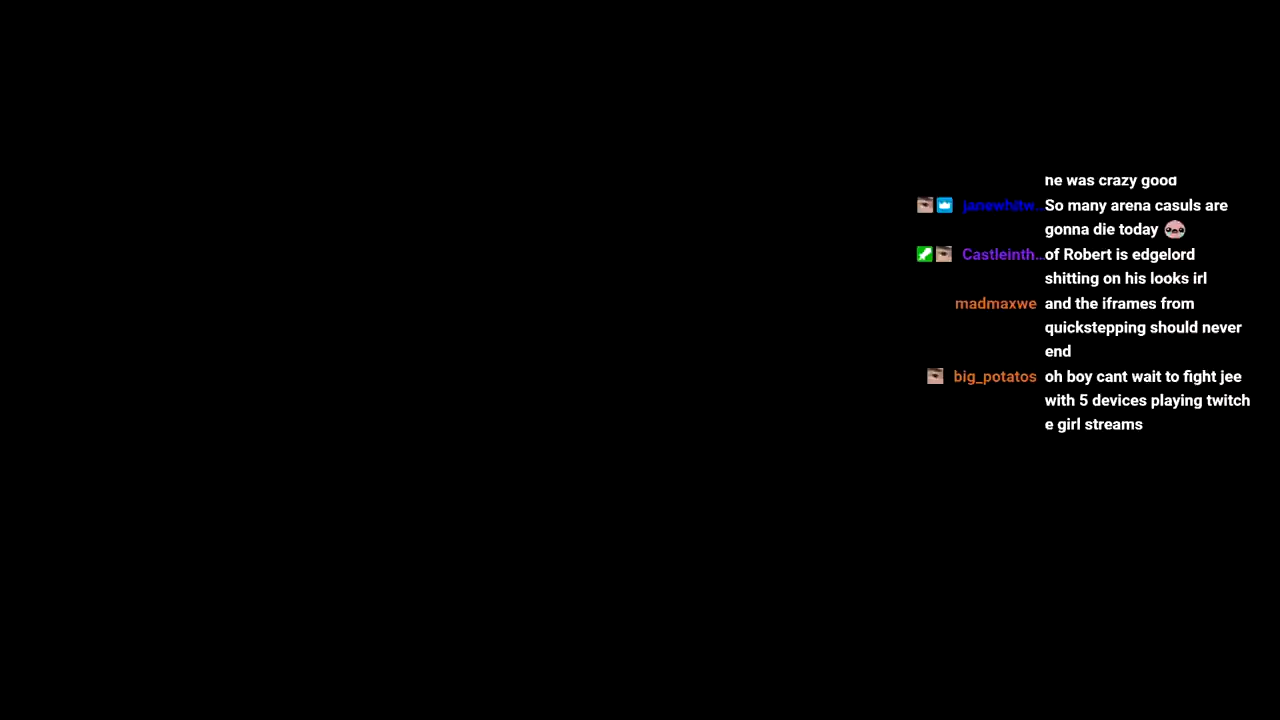 he was crazy good
janewhitw... So many arena casuls are
gonna die today
Castleinth... of Robert is edgelord
shitting on his looks irl
madmaxwe and the iframes from
quickstepping should never
end
big_potatos oh boy cant wait to fight jee
with 5 devices playing twitch
e girl streams